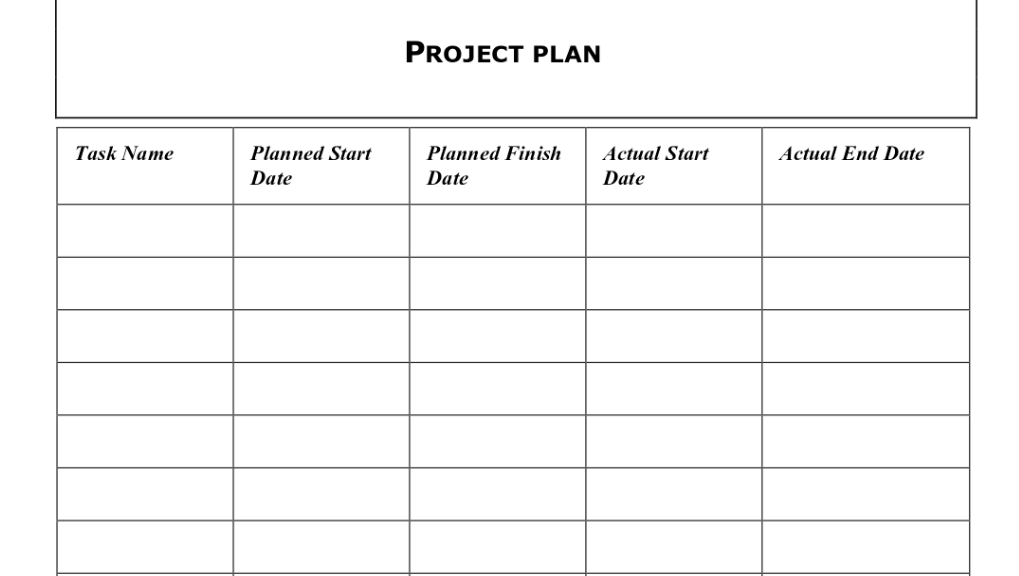 PROJECT PLAN
Task Name
Planned Start
Date
Planned Finish
Date
Actual Start
Date
Actual End Date